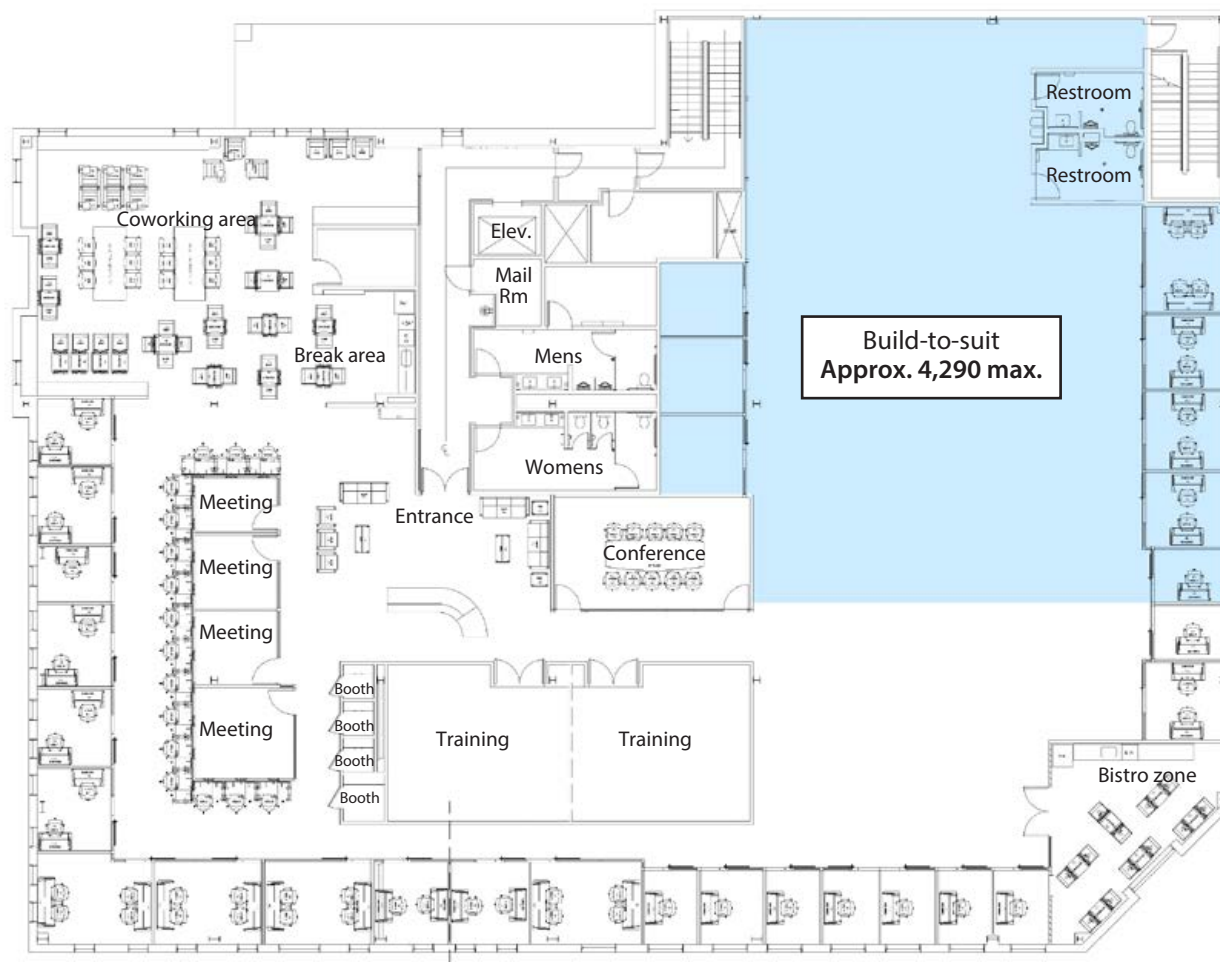 Restroom
Restroom
Coworking area
Elev.
Mail
Rm
Build-to-suit
Approx. 4,290 max.
Break area
Mens
Womens
Meeting
Entrance
Conference
Meeting
Meeting
Meeting
Booth
Booth
Booth
Booth
Training
Training
Bistro zone